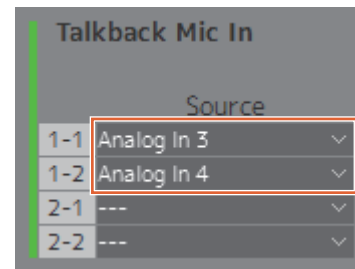 Talkback Mic In
Source
1-1 Analog In 3
1-2 Analog In 4
2-1 ---
2-2 ---